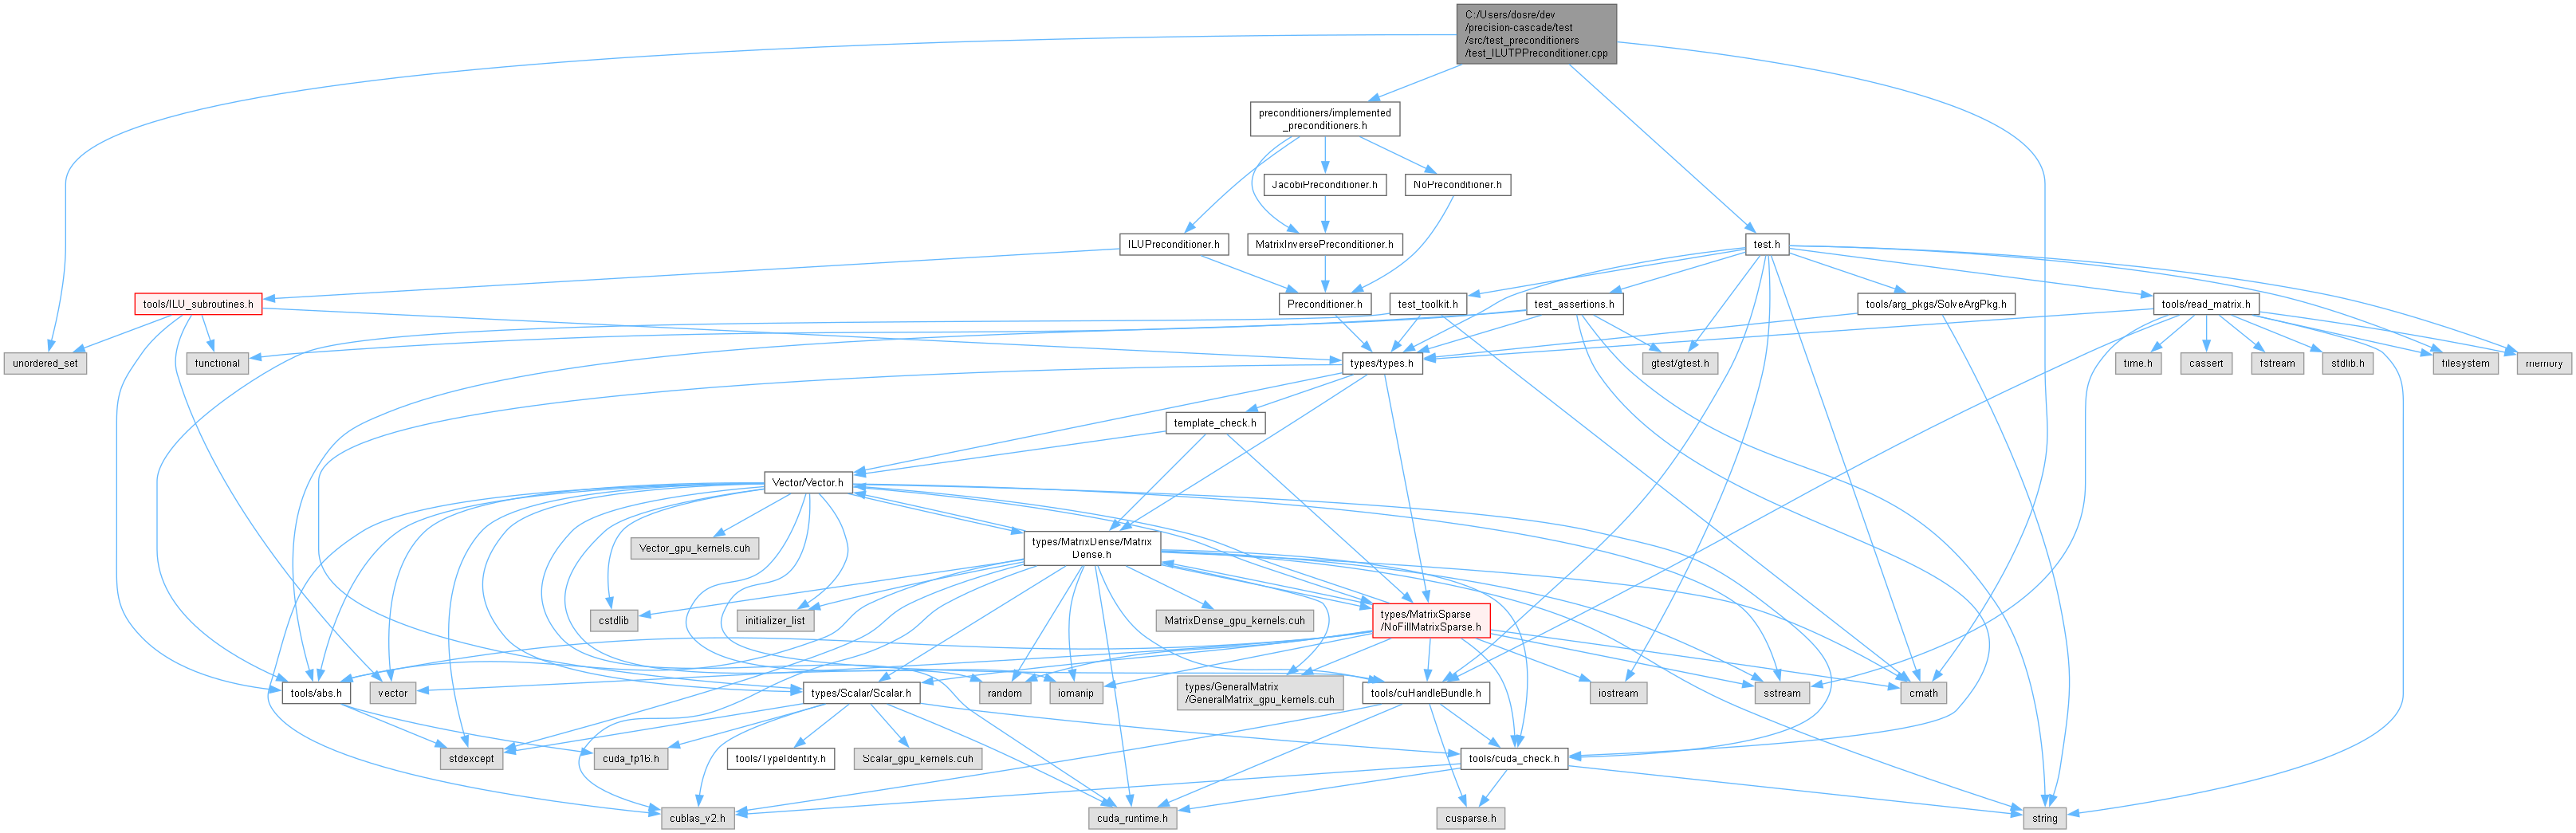 C:/Users/dosre/dev
/precision-cascade/test
/src/test_preconditioners
/test_ILUTPPreconditioner.cpp
preconditioners/implemented
_preconditioners.h
JacobiPreconditioner.h
NoPreconditioner.h
ILUPreconditioner.h
MatrixInversePreconditioner.h
test.h
tools/ILU_subroutines.h
Preconditioner.h
test_toolkit.h
test_assertions.h
tools/arg_pkgs/SolveArgPkg.h
tools/read_matrix.h
unordered_set
functional
types/types.h
gtest/gtest.h
time.h
cassert
fstream
stdlib.h
filesystem
memory
template_check.h
Vector/Vector.h
Vector_gpu_kernels.cuh
types/MatrixDense/Matrix
Dense.h
cstdlib
initializer_list
MatrixDense_gpu_kernels.cuh
types/MatrixSparse
/NoFillMatrixSparse.h
tools/abs.h
vector
types/Scalar/Scalar.h
random
iomanip
types/GeneralMatrix
/GeneralMatrix_gpu_kernels.cuh
tools/cuHandleBundle.h
iostream
sstream
cmath
stdexcept
cuda_fp16.h
tools/TypeIdentity.h
Scalar_gpu_kernels.cuh
tools/cuda_check.h
cublas_v2.h
cuda_runtime.h
cusparse.h
string